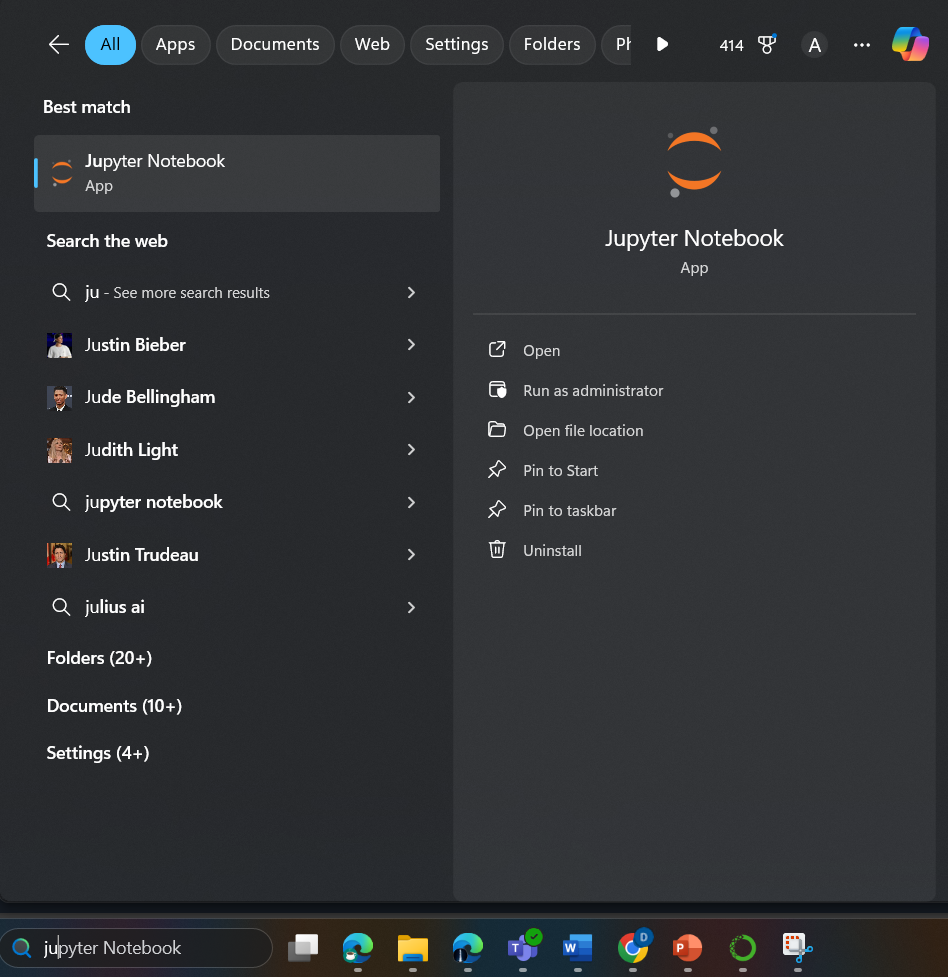 All
Apps
Documents
Web
Settings
Folders
Ph
414
A
Best match
Jupyter Notebook
App
Search the web
ju - See more search results
Justin Bieber
Jude Bellingham
Judith Light
jupyter notebook
Justin Trudeau
julius ai
Folders (20+)
Documents (10+)
Settings (4+)
Jupyter Notebook
App
Open
Run as administrator
Open file location
Pin to Start
Pin to taskbar
Uninstall
jupyter Notebook
T
W
D
P